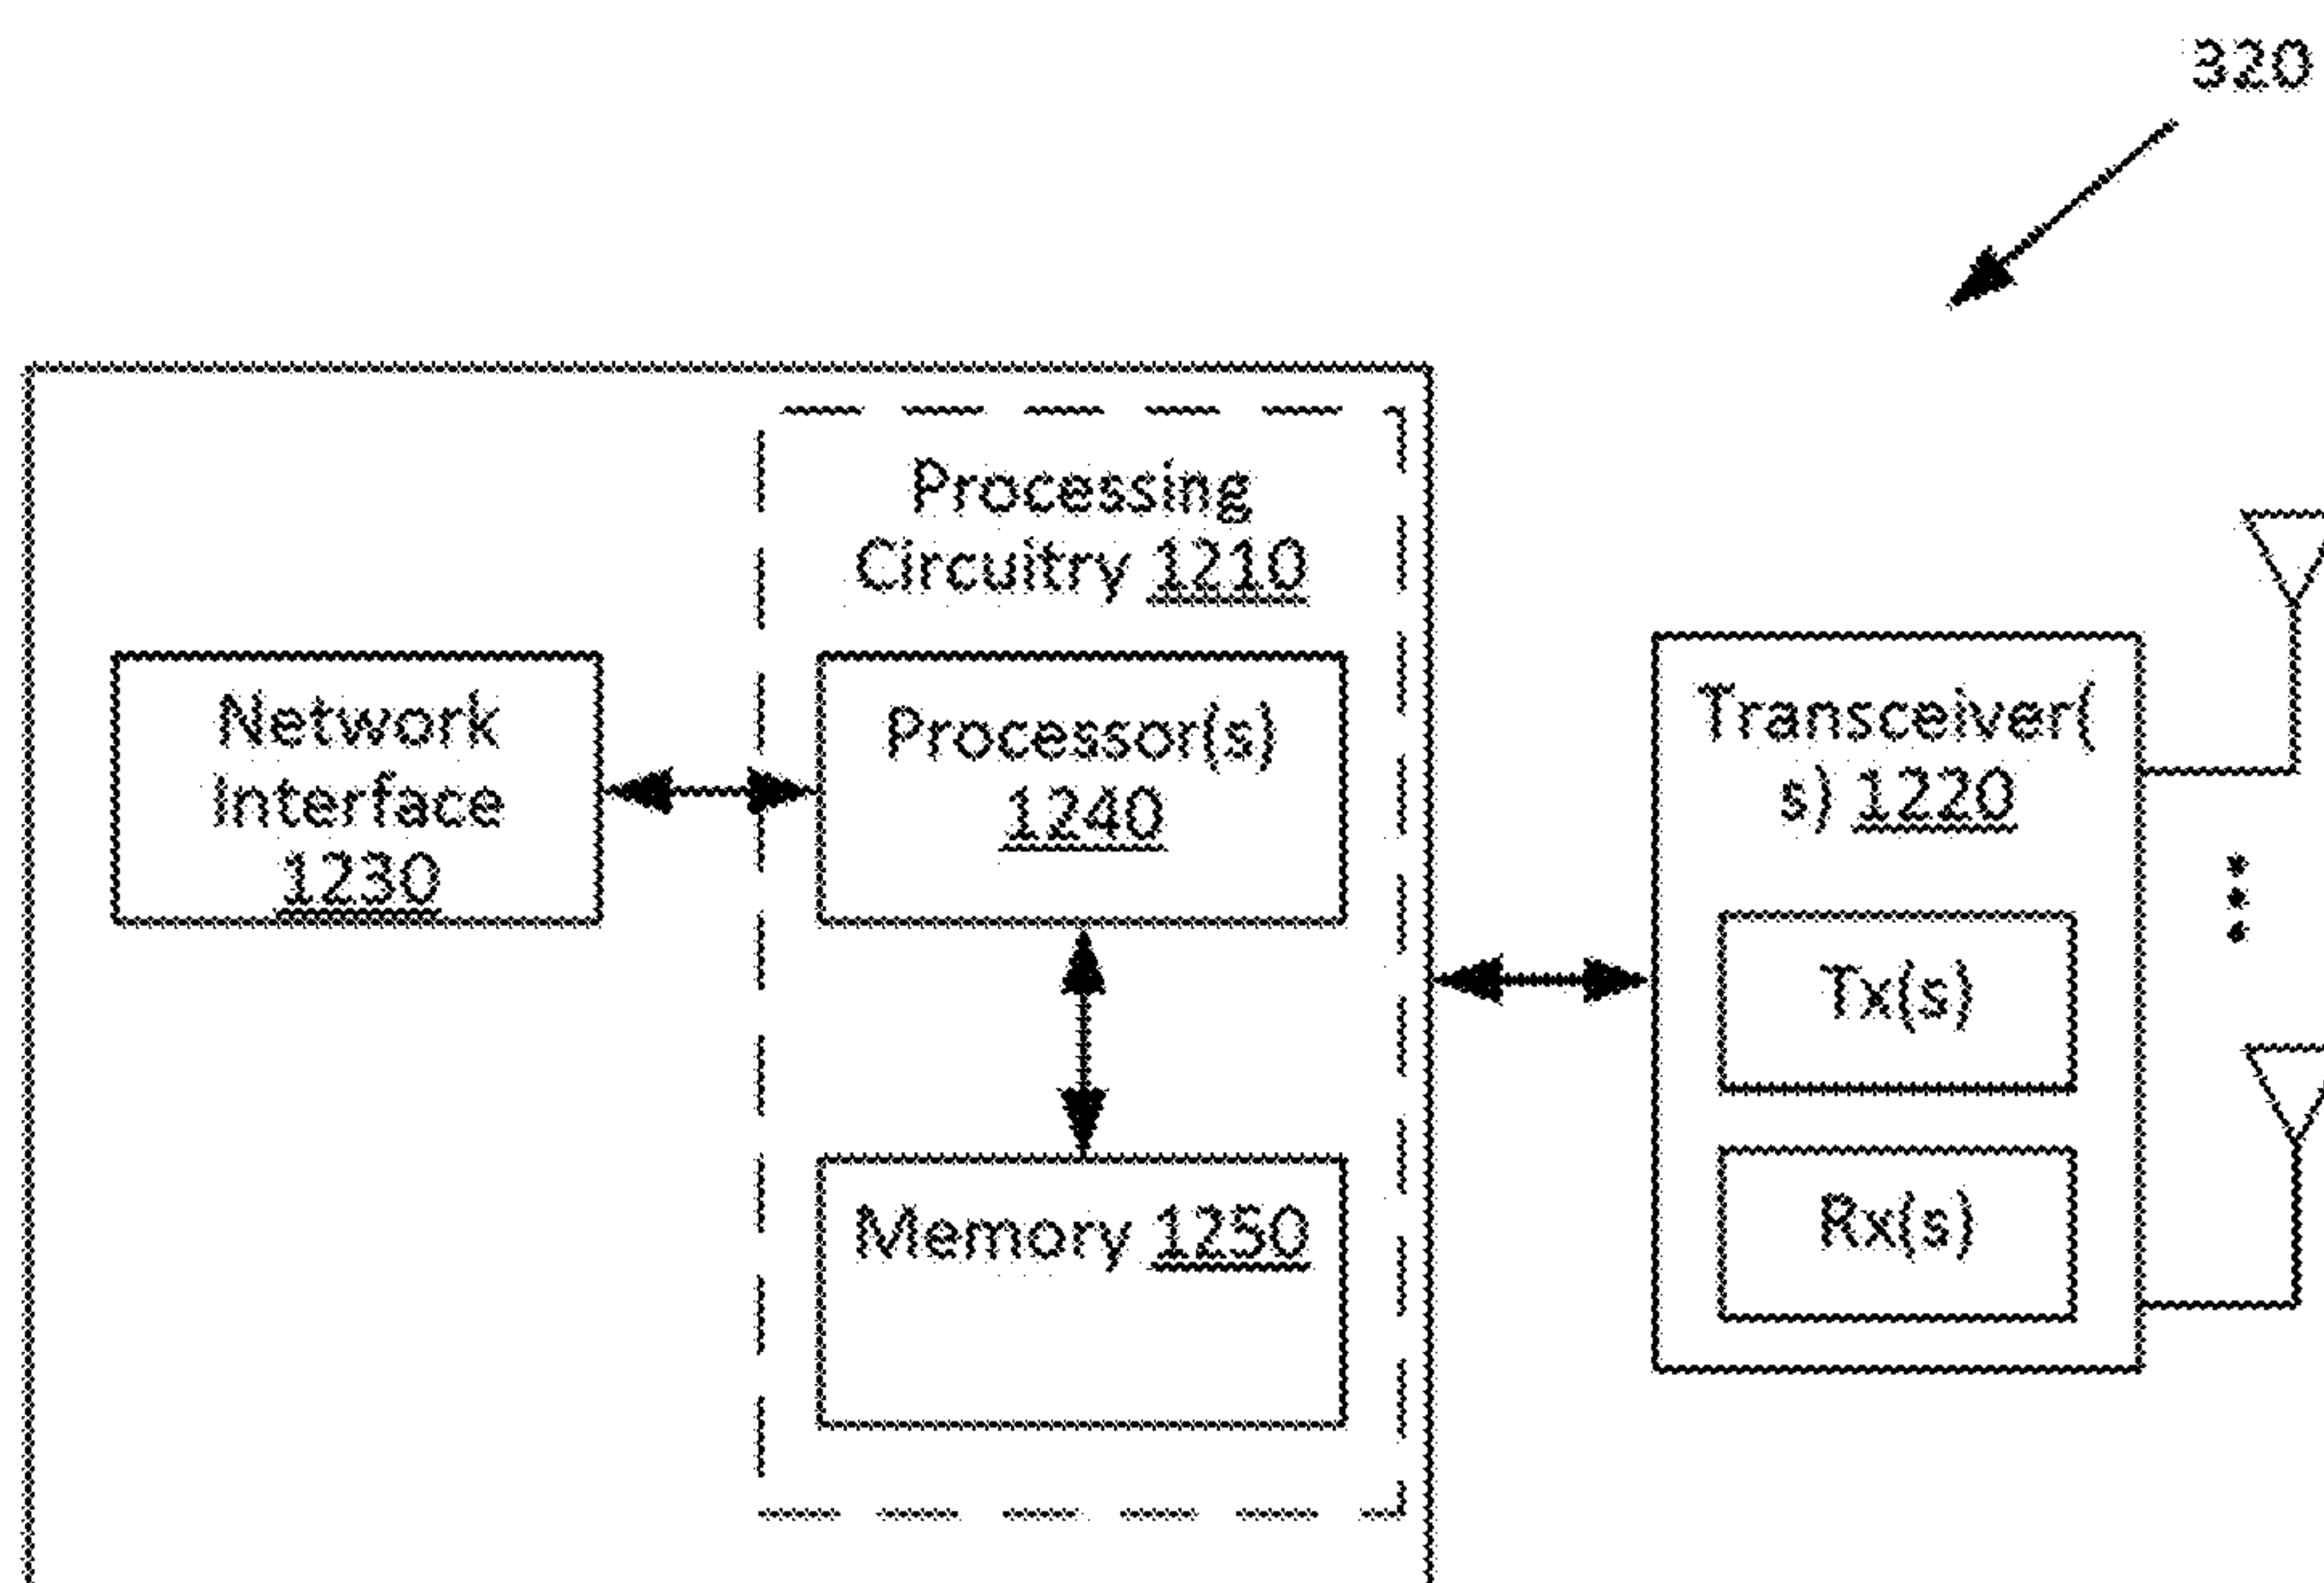 320
Processing
Circuitry 1210
Network
Interface
1230
Processor(s)
1240
Transceiver(
s) 1220
Tx(s)
Memory 1250
Rx(s)